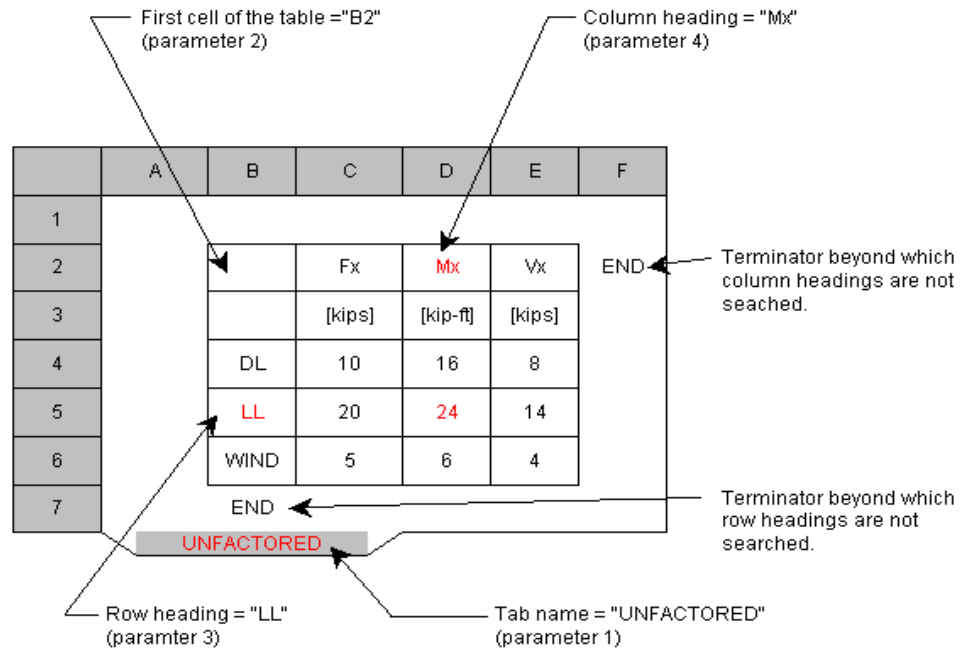 First cell of the table ="B2"
(parameter 2)
Column heading = "Mx"
(parameter 4)
A B C D E F
1
2 Fx Mx Vx END
Terminator beyond which
column headings are not
seached.
3 [kips] [kip-ft] [kips]
4 DL 10 16 8
5 LL 20 24 14
6 WIND 5 6 4
7 END
Terminator beyond which
row headings are not
searched.
UNFACTORED
Row heading = "LL"
(paramter 3)
Tab name = "UNFACTORED"
(parameter 1)